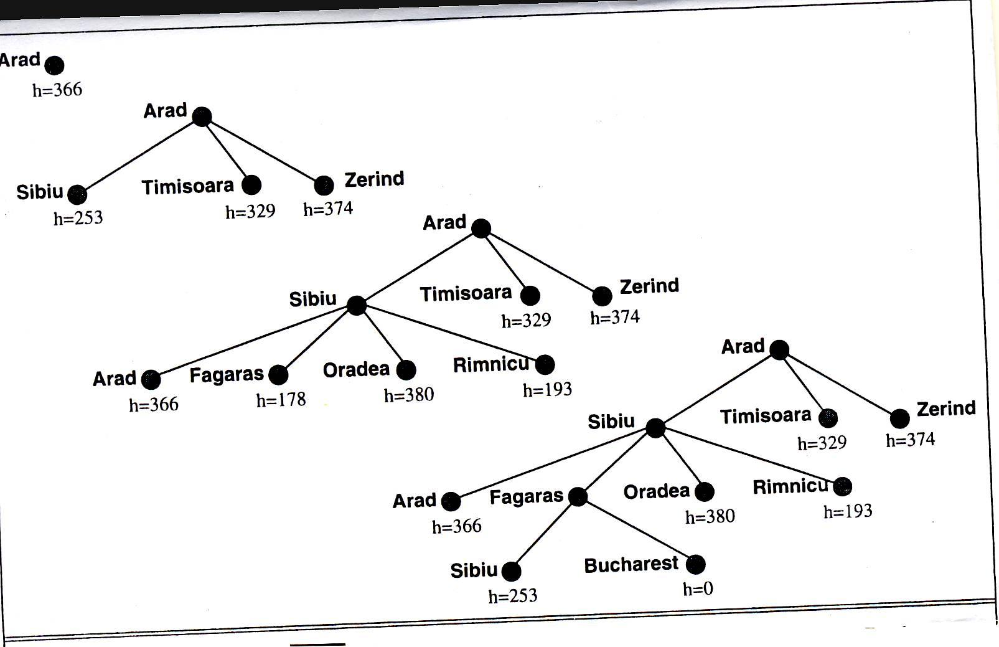 Arad
h=366
Arad
Sibiu
h=253
Timisoara
h=329
Zerind
h=374
Arad
Sibiu
Timisoara
h=329
Zerind
h=374
Arad
h=366
Fagaras
h=178
Oradea
h=380
Rimnicu
h=193
Arad
Sibiu
Timisoara
h=329
Zerind
h=374
Arad
h=366
Fagaras
Oradea
h=380
Rimnicu
h=193
Sibiu
h=253
Bucharest
h=0